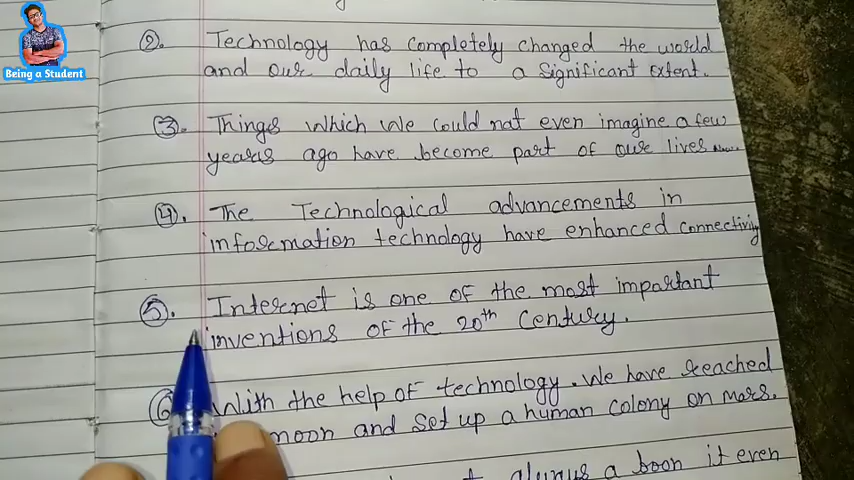 Being a Student
2. Technology has completely changed the world
and our daily life to a significant extent.
3. Things which we could not even imagine a few
years ago have become part of our lives
4. The Technological advancements in
information technology have enhanced connectivity
5. Internet is one of the most important
inventions of the 20th Century.
6 With the help of technology. We have reached
moon and set up a human colony on mars.
always a boon it even